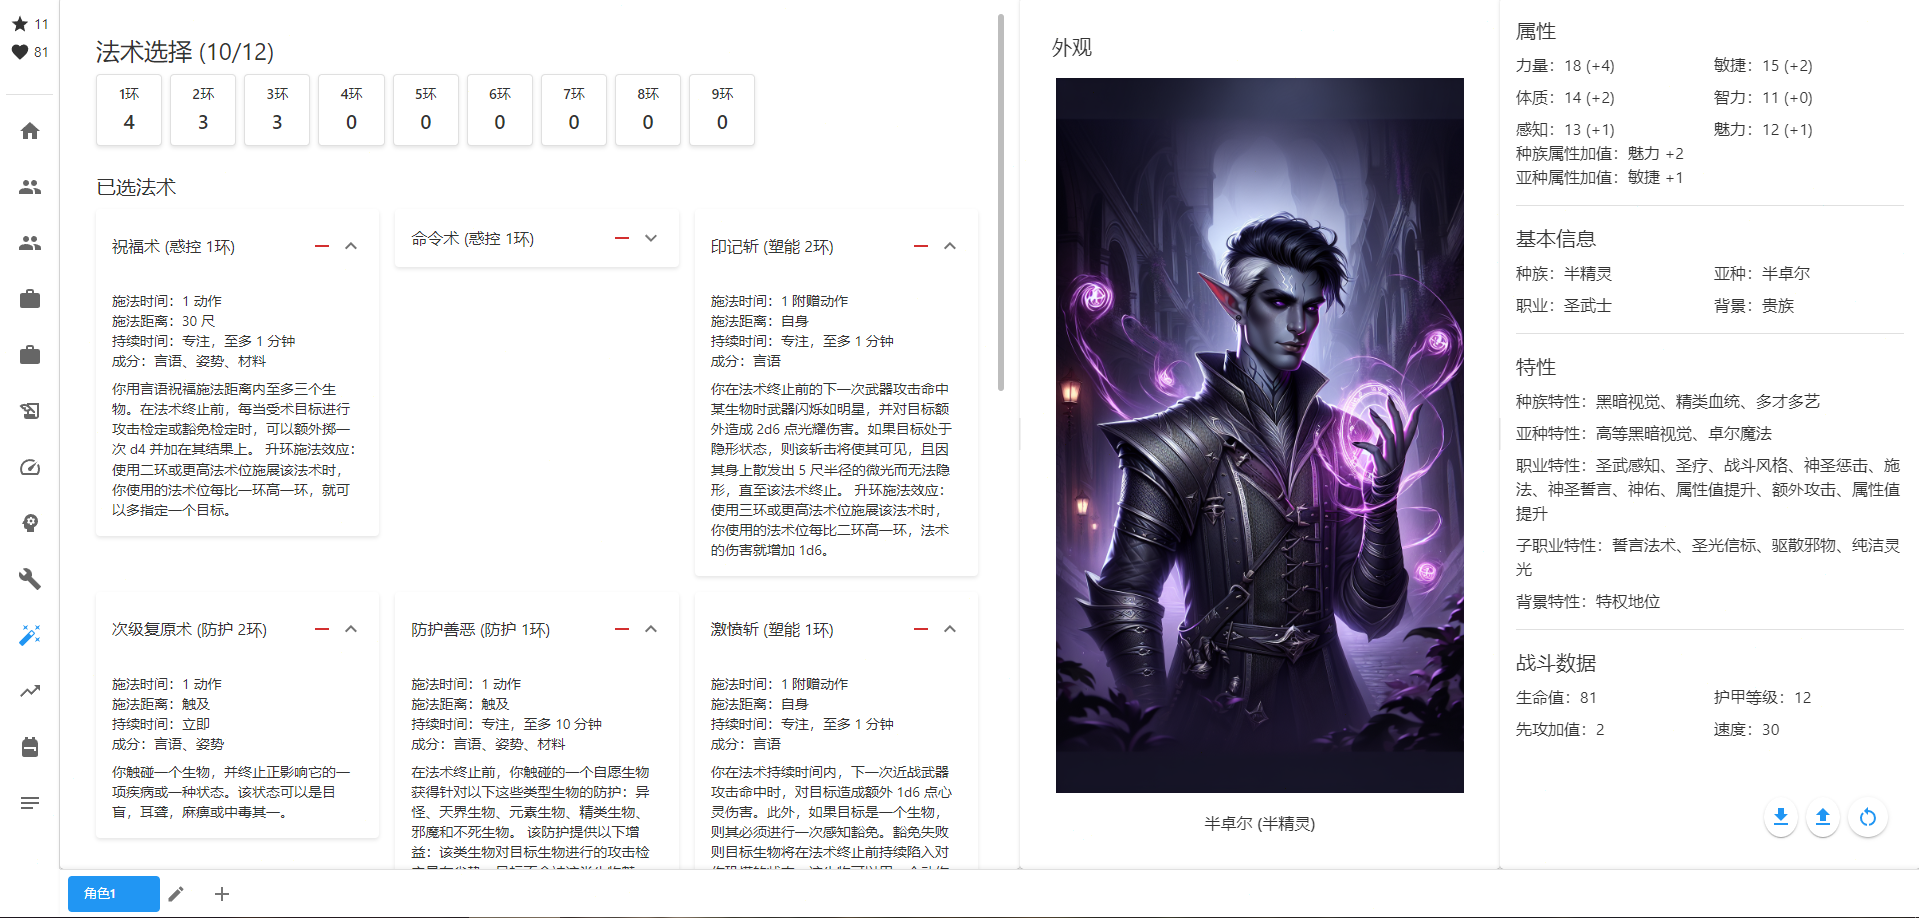 11
81
法术选择 (10/12)
1环 2环 3环 4环 5环 6环 7环 8环 9环
4 3 3 0 0 0 0 0 0
已选法术
祝福术 (惑控 1环)
施法时间：1 动作
施法距离：30 尺
持续时间：专注，至多 1 分钟
成分：言语、姿势、材料
你用言语祝福施法距离内至多三个生
物。在法术终止前，每当受术目标进行
攻击检定或豁免检定时，可以额外掷一
次 d4 并加在其结果上。 升环施法效应：
使用二环或更高法术位施展该法术时，
你使用的法术位每比一环高一环，就可
以多指定一个目标。
命令术 (惑控 1环)
印记斩 (塑能 2环)
施法时间：1 附赠动作
施法距离：自身
持续时间：专注，至多 1 分钟
成分：言语
你在法术终止前的下一次武器攻击命中
某生物时武器闪烁如明星，并对目标额
外造成 2d6 点光耀伤害。如果目标处于
隐形状态，则该斩击将使其可见，且因
其身上散发出 5 尺半径的微光而无法隐
形，直至该法术终止。 升环施法效应：
使用三环或更高法术位施展该法术时，
你使用的法术位每比二环高一环，法术
的伤害就增加 1d6。
次级复原术 (防护 2环)
施法时间：1 动作
施法距离：触及
持续时间：立即
成分：言语、姿势
你触碰一个生物，并终止正影响它的一
项疾病或一种状态。该状态可以是目
盲，耳聋，麻痹或中毒其一。
防护善恶 (防护 1环)
施法时间：1 动作
施法距离：触及
持续时间：专注，至多 10 分钟
成分：言语、姿势、材料
在法术终止前，你触碰的一个自愿生物
获得针对以下这些类型生物的防护：异
怪、天界生物、元素生物、精类生物、
邪魔和不死生物。 该防护提供以下增
益：该类生物对目标生物进行的攻击检
激愤斩 (塑能 1环)
施法时间：1 附赠动作
施法距离：自身
持续时间：专注，至多 1 分钟
成分：言语
你在法术持续时间内，下一次近战武器
攻击命中时，对目标造成额外 1d6 点心
灵伤害。此外，如果目标是一个生物，
则其必须进行一次感知豁免。豁免失败
则目标生物将在法术终止前持续陷入对
外观
半卓尔 (半精灵)
属性
力量：18 (+4) 敏捷：15 (+2)
体质：14 (+2) 智力：11 (+0)
感知：13 (+1) 魅力：12 (+1)
种族属性加值：魅力 +2
亚种属性加值：敏捷 +1
基本信息
种族：半精灵 亚种：半卓尔
职业：圣武士 背景：贵族
特性
种族特性：黑暗视觉、精类血统、多才多艺
亚种特性：高等黑暗视觉、卓尔魔法
职业特性：圣武感知、圣疗、战斗风格、神圣惩击、施
法、神圣誓言、神佑、属性值提升、额外攻击、属性值
提升
子职业特性：誓言法术、圣光信标、驱散邪物、纯洁灵
光
背景特性：特权地位
战斗数据
生命值：81 护甲等级：12
先攻加值：2 速度：30
角色1